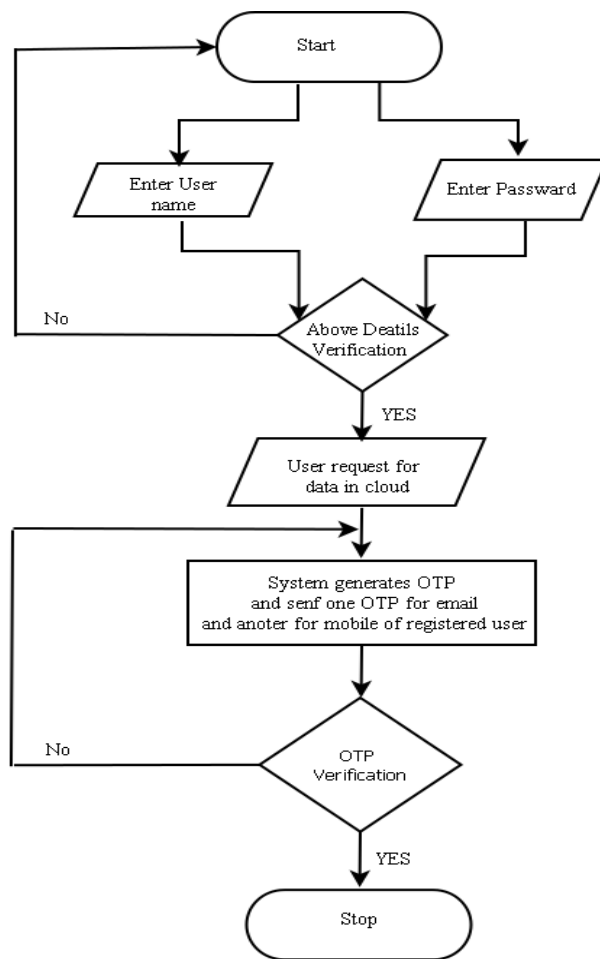 Start
Enter User
name
Enter Passward
Above Deatils
Verification
No
YES
User request for
data in cloud
System generates OTP
and senf one OTP for email
and anoter for mobile of registered user
No
OTP
Verification
YES
Stop